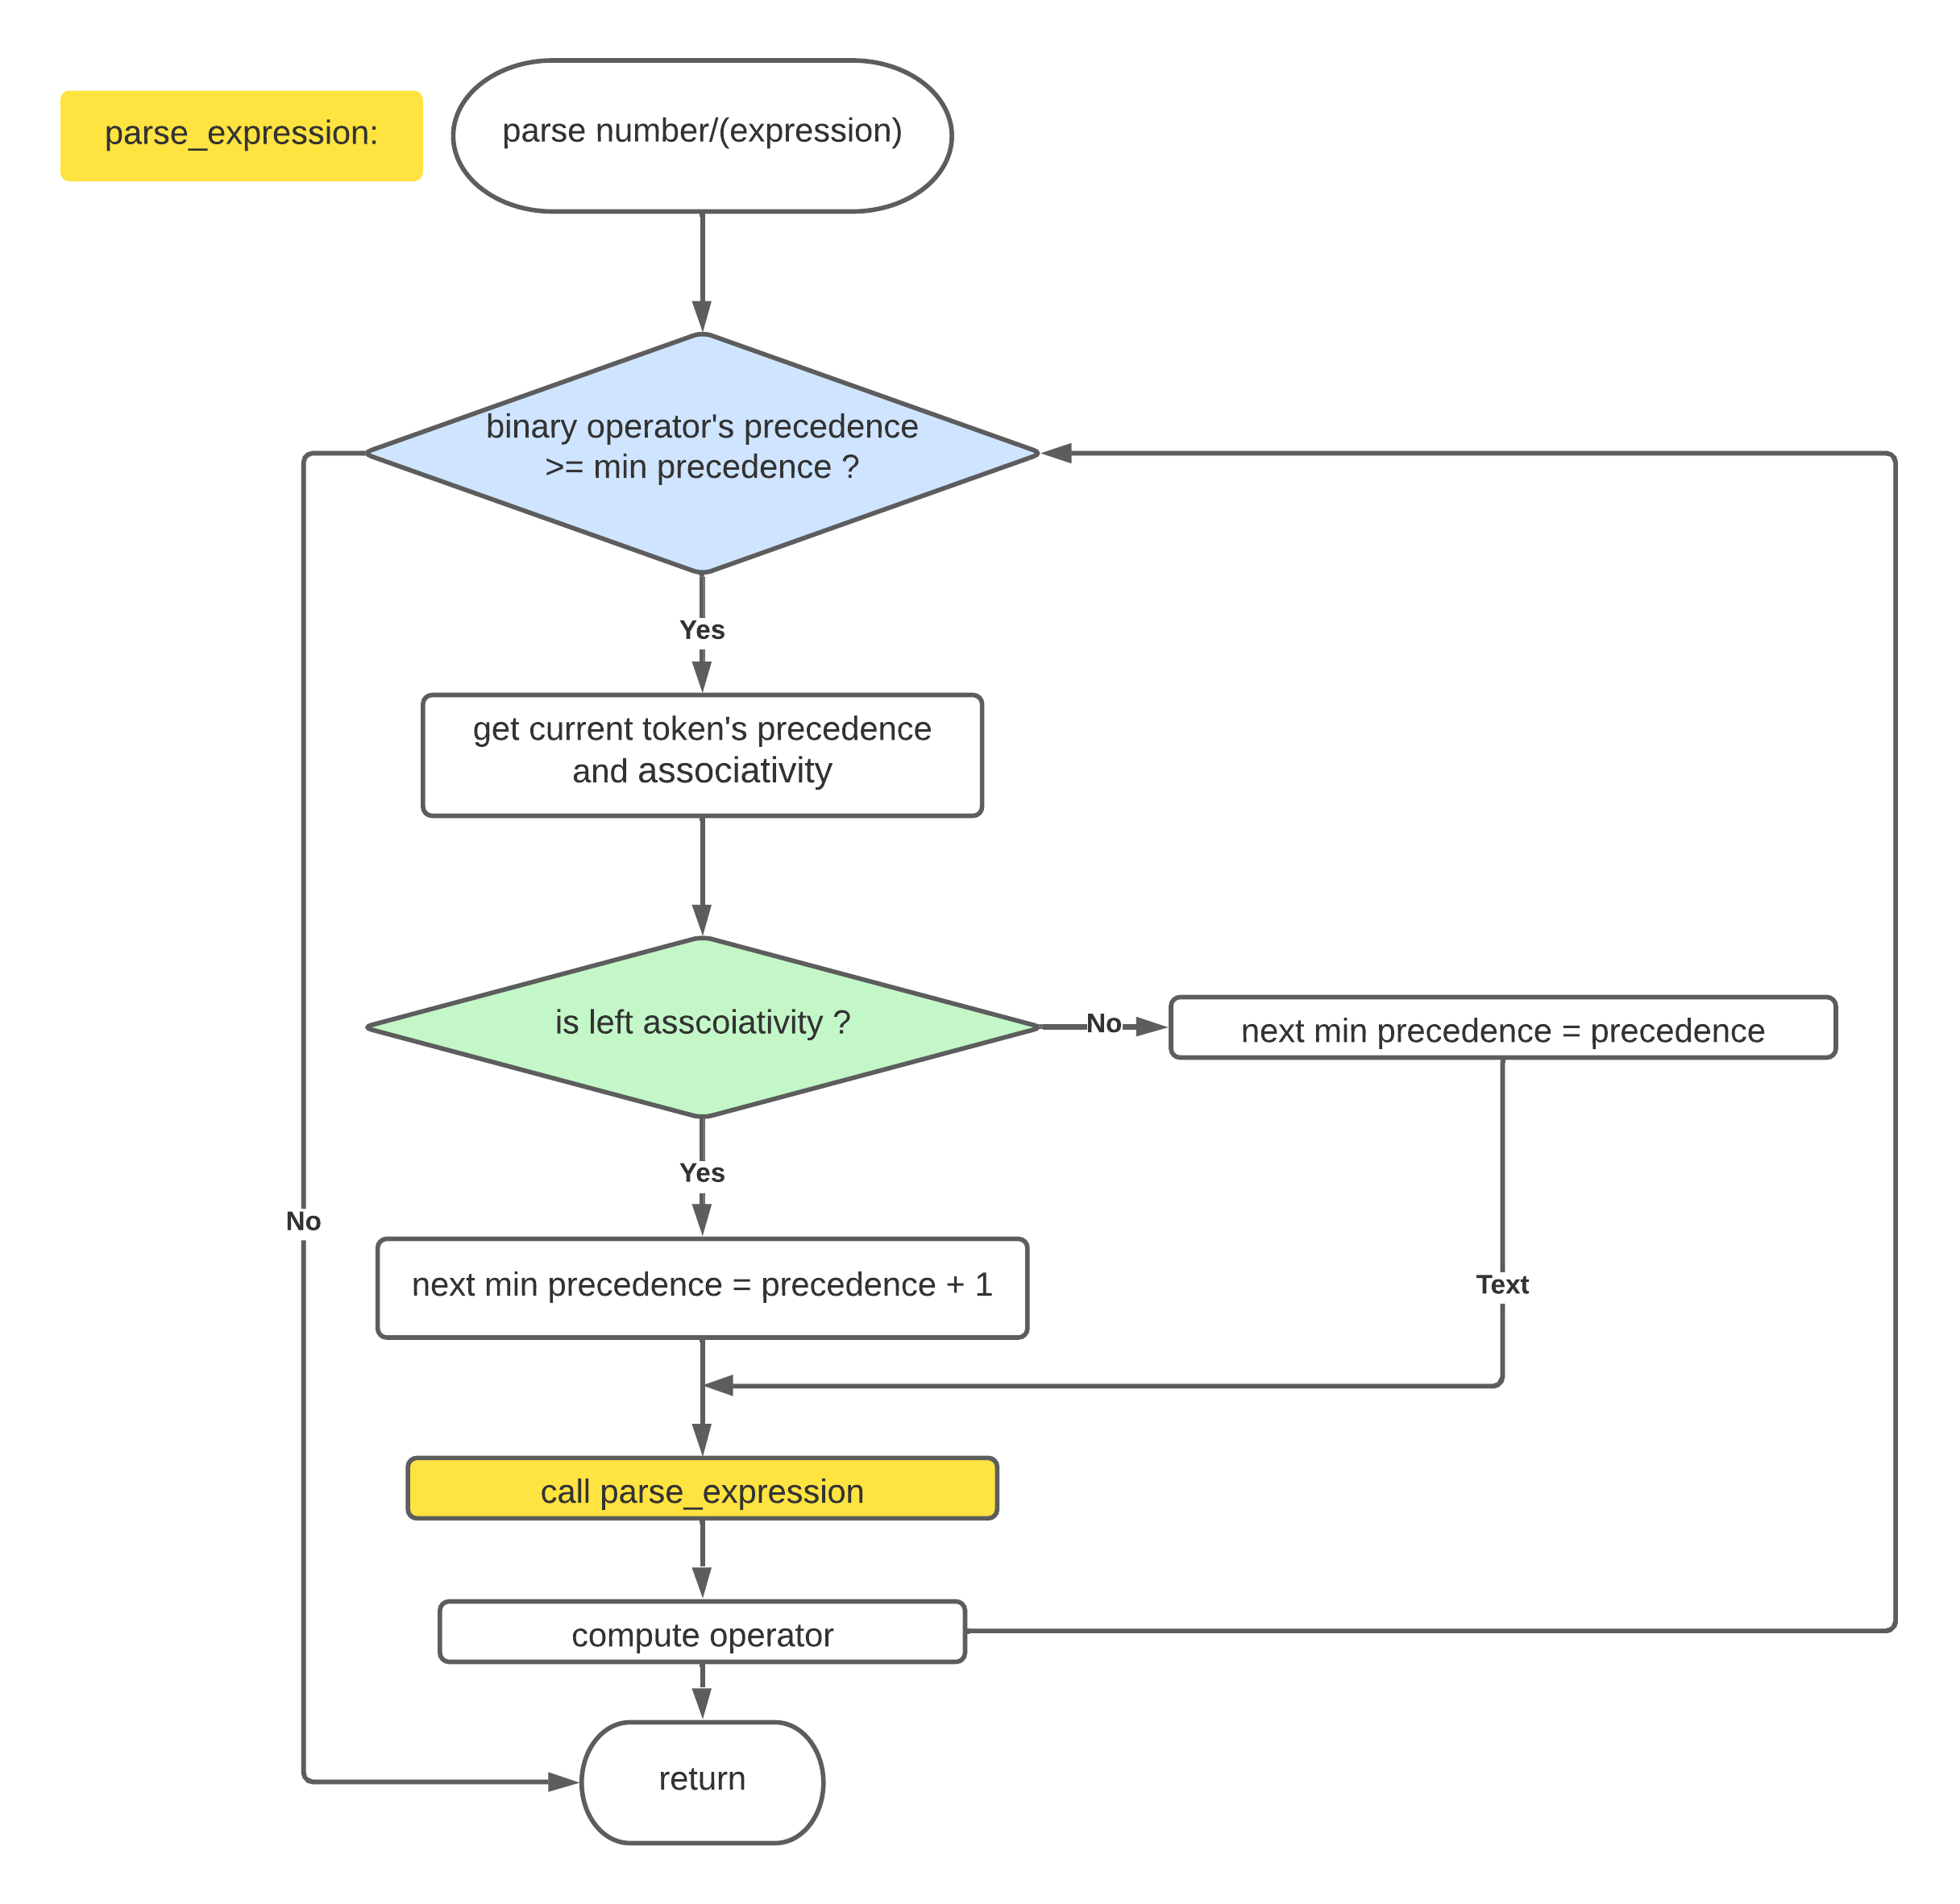 parse_expression:
parse number/(expression)
binary operator's precedence
>= min precedence ?
Yes
get current token's precedence
and associativity
is left asscoiativity ?
No
next min precedence = precedence
Yes
No
next min precedence = precedence + 1
Text
call parse_expression
compute operator
return